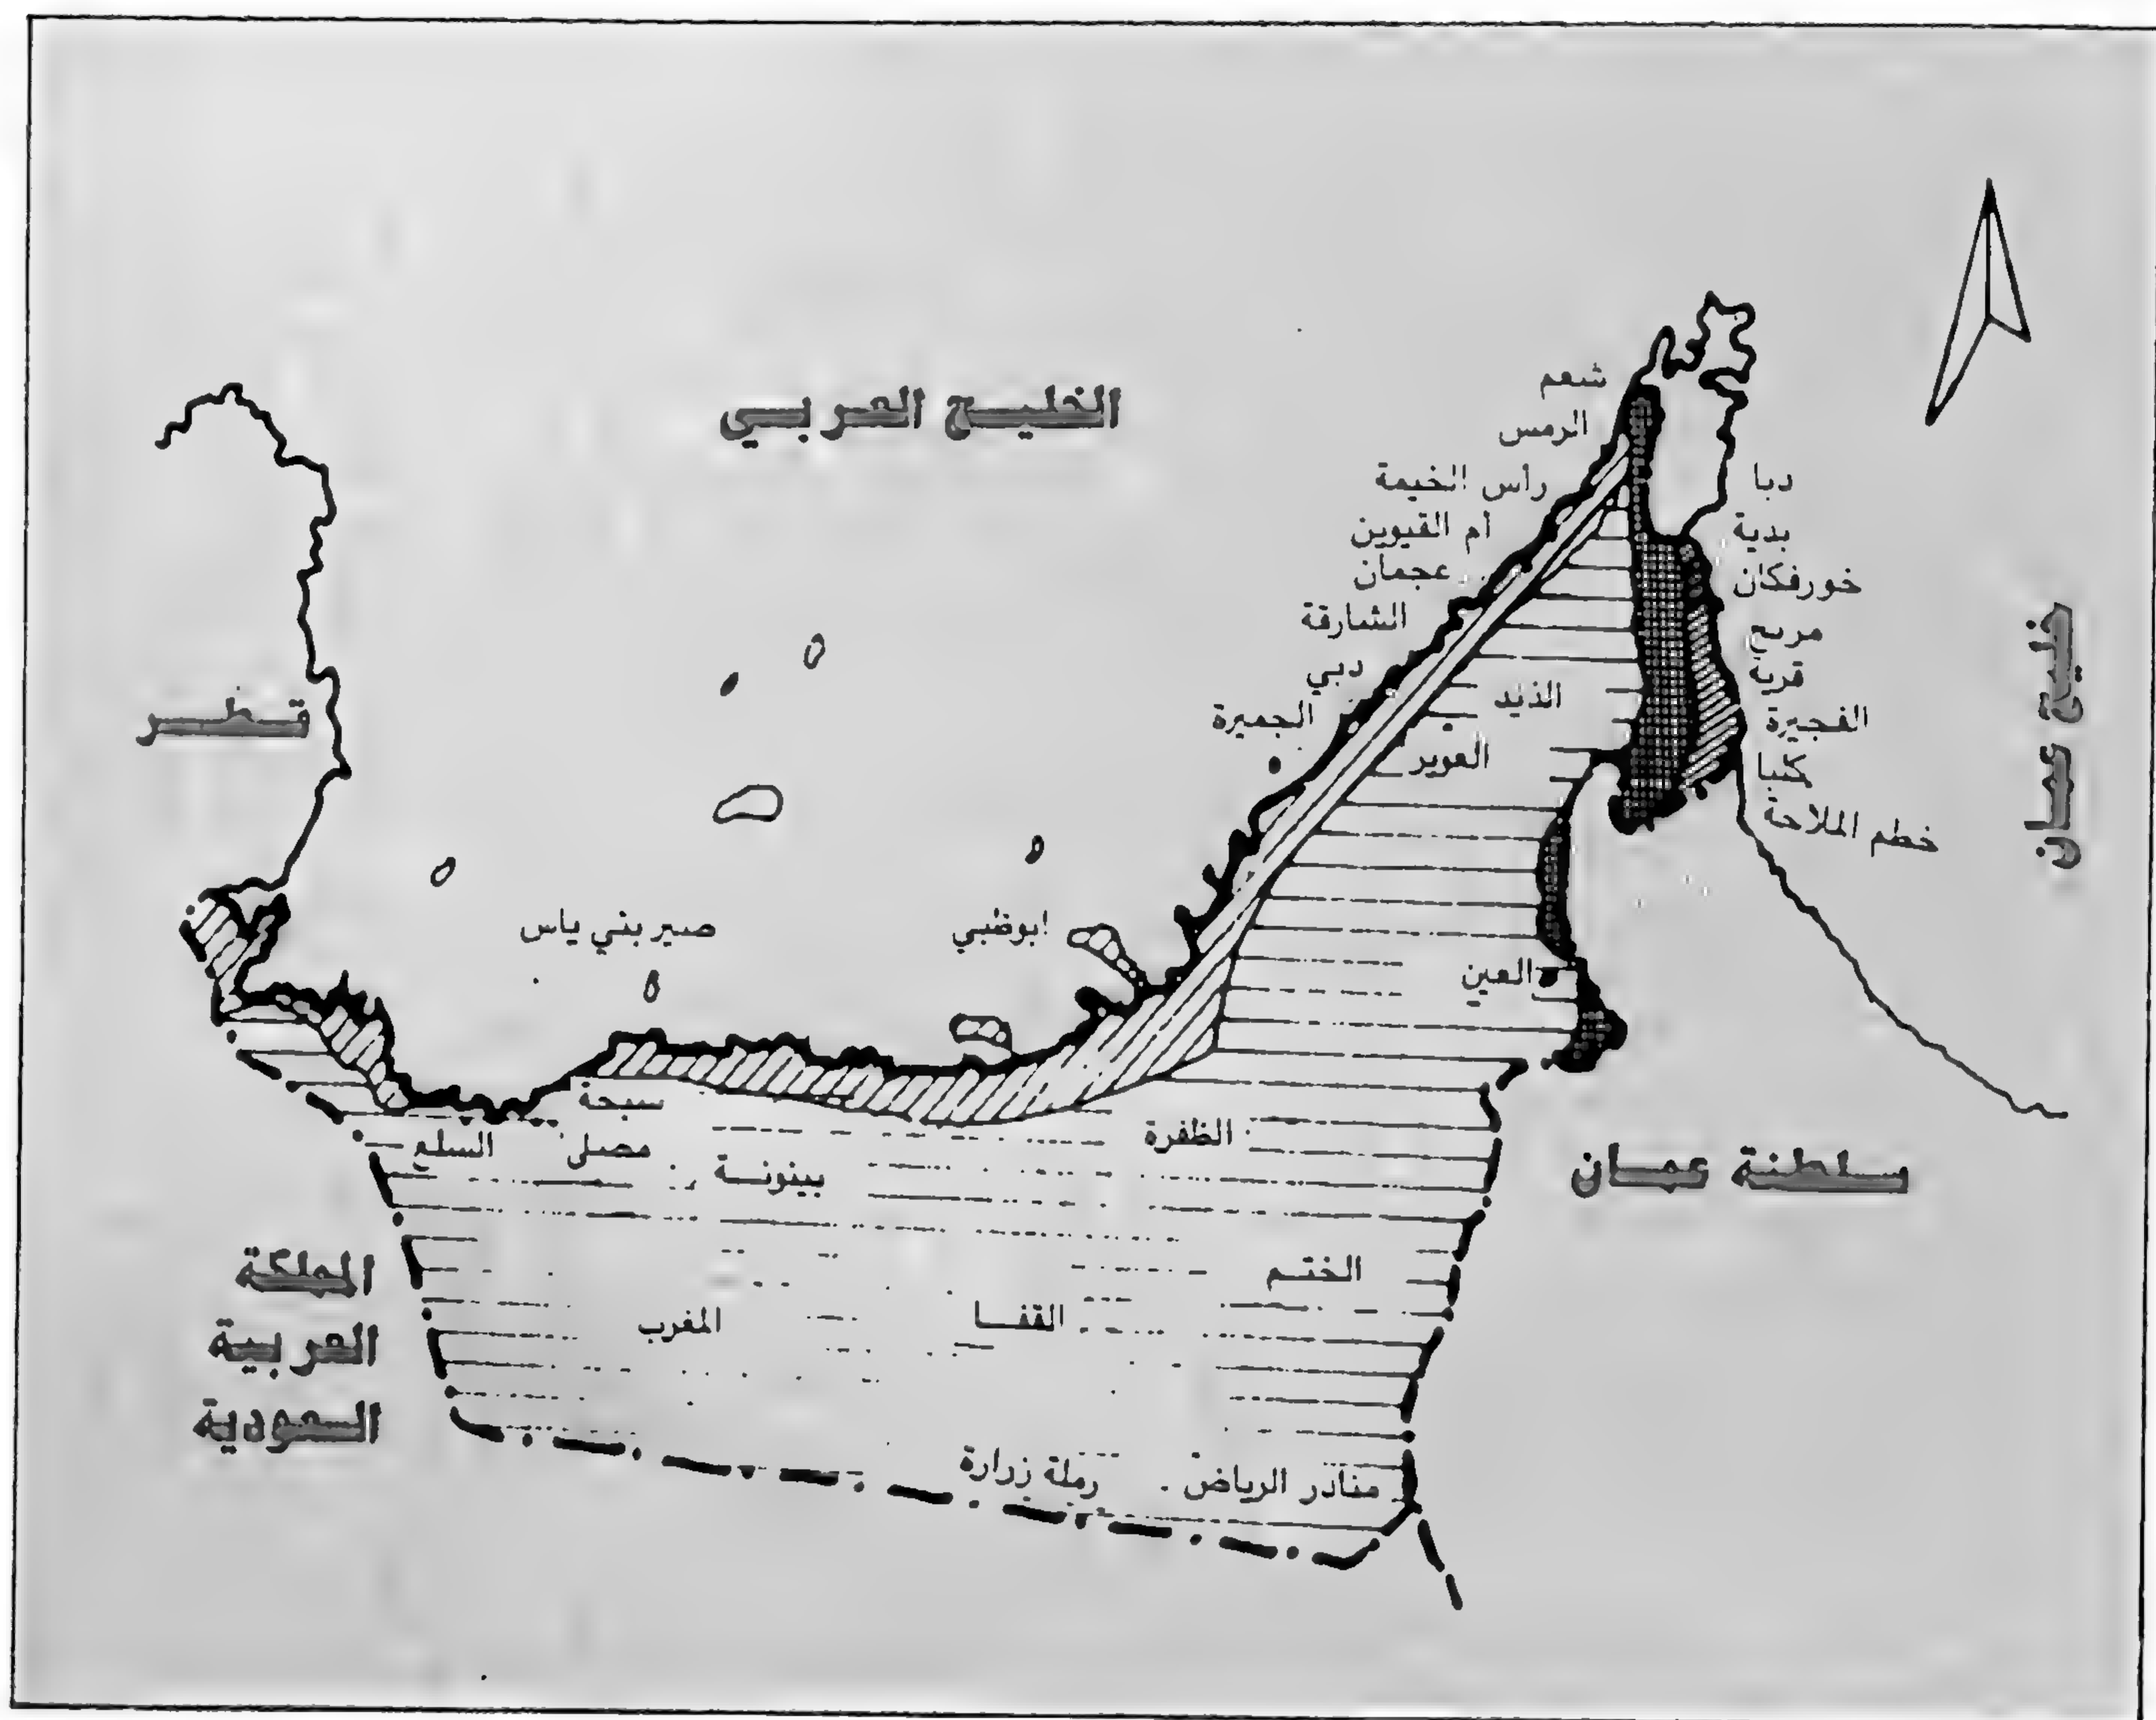 الخليج العربي
شعم
الرمس
رأس الخيمة
أم القيوين
عجمان
الشارقة
دبي
الجميرة
دبا
بدية
خورفكان
مربح
قرية
الفجيرة
كلبا
خطم الملاحة
خليج عمان
قطر
الذيد
العوير
صير بني ياس
ابوظبي
العين
سبخة
مصلى
السلع
بينونة
الظفرة
سلطنة عمان
المملكة
العربية
السعودية
الختم
المغرب
القفا
رملة زرارة
مناذر الرياض